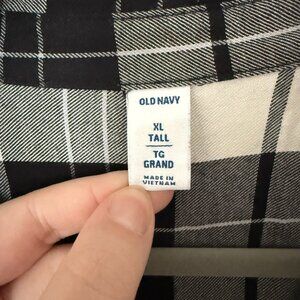 OLD NAVY
XL
TALL
TG
GRAND
MADE IN
VIETNAM